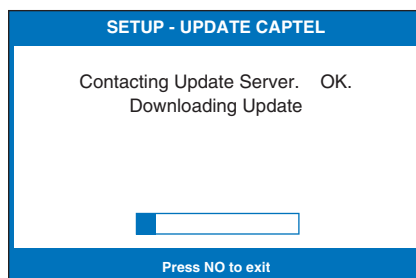 SETUP - UPDATE CAPTEL
Contacting Update Server. OK.
Downloading Update
Press NO to exit